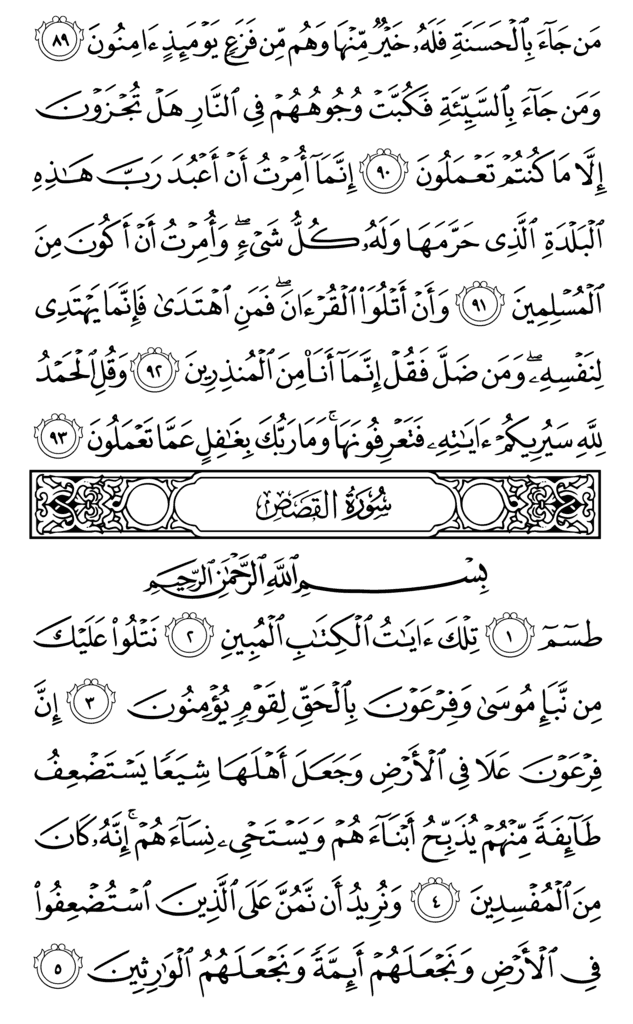 مَن جَآءَ بِٱلْحَسَنَةِ فَلَهُۥ خَيْرٌ مِّنْهَا وَهُم مِّن فَزَعٍ يَوْمَئِذٍ ءَامِنُونَ ٨٩
وَمَن جَآءَ بِٱلسَّيِّئَةِ فَكُبَّتْ وُجُوهُهُمْ فِى ٱلنَّارِ هَلْ تُجْزَوْنَ
إِلَّا مَا كُنتُمْ تَعْمَلُونَ ٩٠ إِنَّمَآ أُمِرْتُ أَنْ أَعْبُدَ رَبَّ هَـٰذِهِ
ٱلْبَلْدَةِ ٱلَّذِى حَرَّمَهَا وَلَهُۥ كُلُّ شَىْءٍ ۖ وَأُمِرْتُ أَنْ أَكُونَ مِنَ
ٱلْمُسْلِمِينَ ٩١ وَأَنْ أَتْلُوَا۟ ٱلْقُرْءَانَ ۖ فَمَنِ ٱهْتَدَىٰ فَإِنَّمَا يَهْتَدِى
لِنَفْسِهِۦ ۖ وَمَن ضَلَّ فَقُلْ إِنَّمَآ أَنَا۠ مِنَ ٱلْمُنذِرِينَ ٩٢ وَقُلِ ٱلْحَمْدُ
لِلَّهِ سَيُرِيكُمْ ءَايَـٰتِهِۦ فَتَعْرِفُونَهَا ۚ وَمَا رَبُّكَ بِغَـٰفِلٍ عَمَّا تَعْمَلُونَ ٩٣
سُورَةُ القَصَصِ
بِسْمِ ٱللَّهِ ٱلرَّحْمَـٰنِ ٱلرَّحِيمِ
طسٓمٓ ١ تِلْكَ ءَايَـٰتُ ٱلْكِتَـٰبِ ٱلْمُبِينِ ٢ نَتْلُوا۟ عَلَيْكَ
مِن نَّبَإِ مُوسَىٰ وَفِرْعَوْنَ بِٱلْحَقِّ لِقَوْمٍ يُؤْمِنُونَ ٣ إِنَّ
فِرْعَوْنَ عَلَا فِى ٱلْأَرْضِ وَجَعَلَ أَهْلَهَا شِيَعًا يَسْتَضْعِفُ
طَآئِفَةً مِّنْهُمْ يُذَبِّحُ أَبْنَآءَهُمْ وَيَسْتَحْىِۦ نِسَآءَهُمْ ۚ إِنَّهُۥ كَانَ
مِنَ ٱلْمُفْسِدِينَ ٤ وَنُرِيدُ أَن نَّمُنَّ عَلَى ٱلَّذِينَ ٱسْتُضْعِفُوا۟
فِى ٱلْأَرْضِ وَنَجْعَلَهُمْ أَئِمَّةً وَنَجْعَلَهُمُ ٱلْوَٰرِثِينَ ٥